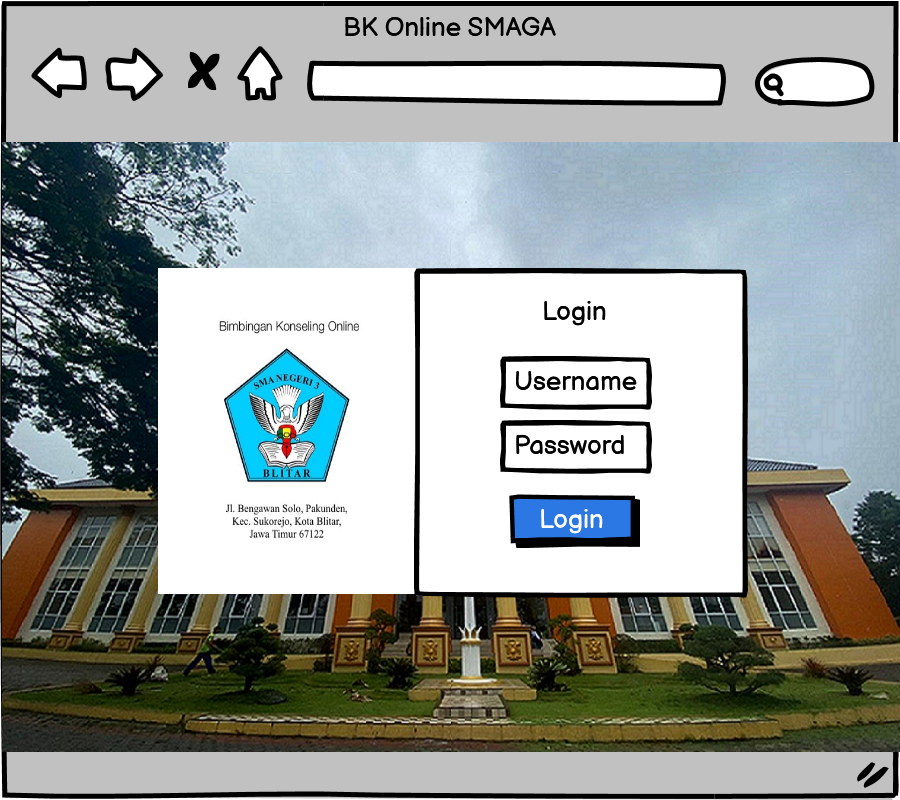 BK Online SMAGA
Bimbingan Konseling Online
SMA NEGERI 3
BLITAR
Jl. Bengawan Solo, Pakunden,
Kec. Sukorejo, Kota Blitar,
Jawa Timur 67122
Login
Username
Password
Login